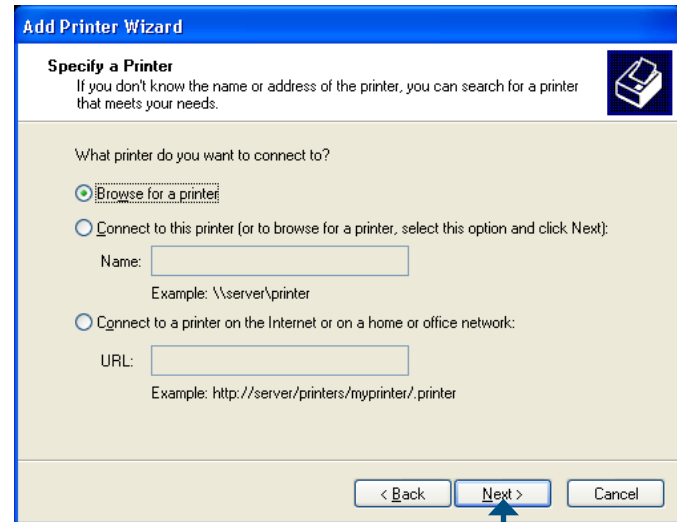 Add Printer Wizard
Specify a Printer
If you don't know the name or address of the printer, you can search for a printer
that meets your needs.
What printer do you want to connect to?
Browse for a printer
Connect to this printer (or to browse for a printer, select this option and click Next):
Name:
Example: \\server\printer
Connect to a printer on the Internet or on a home or office network:
URL:
Example: http://server/printers/myprinter/.printer
< Back Next > Cancel